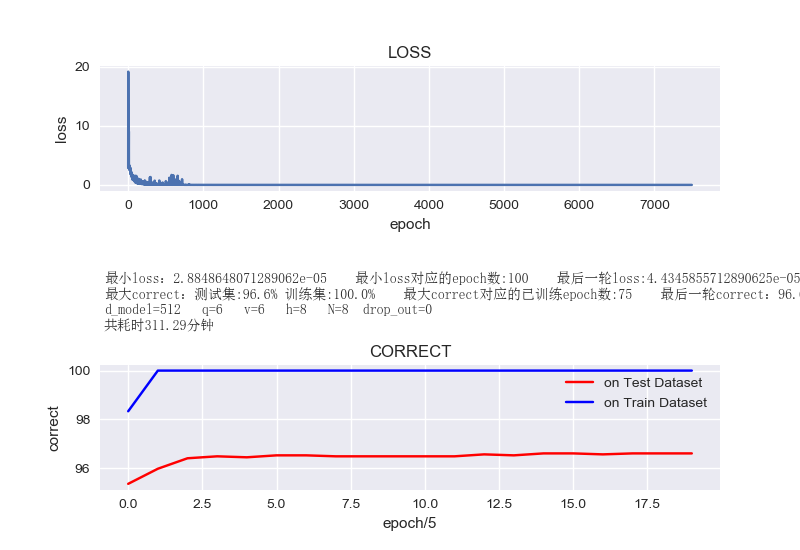 LOSS
20
10
0
loss
0 1000 2000 3000 4000 5000 6000 7000
epoch
最小loss：2.8848648071289062e-05 最小loss对应的epoch数:100 最后一轮loss:4.4345855712890625e-05
最大correct：测试集:96.6% 训练集:100.0% 最大correct对应的已训练epoch数:75 最后一轮correct：96.
d_model=512 q=6 v=6 h=8 N=8 drop_out=0
共耗时311.29分钟
CORRECT
100
98
96
correct
on Test Dataset
on Train Dataset
0.0 2.5 5.0 7.5 10.0 12.5 15.0 17.5
epoch/5